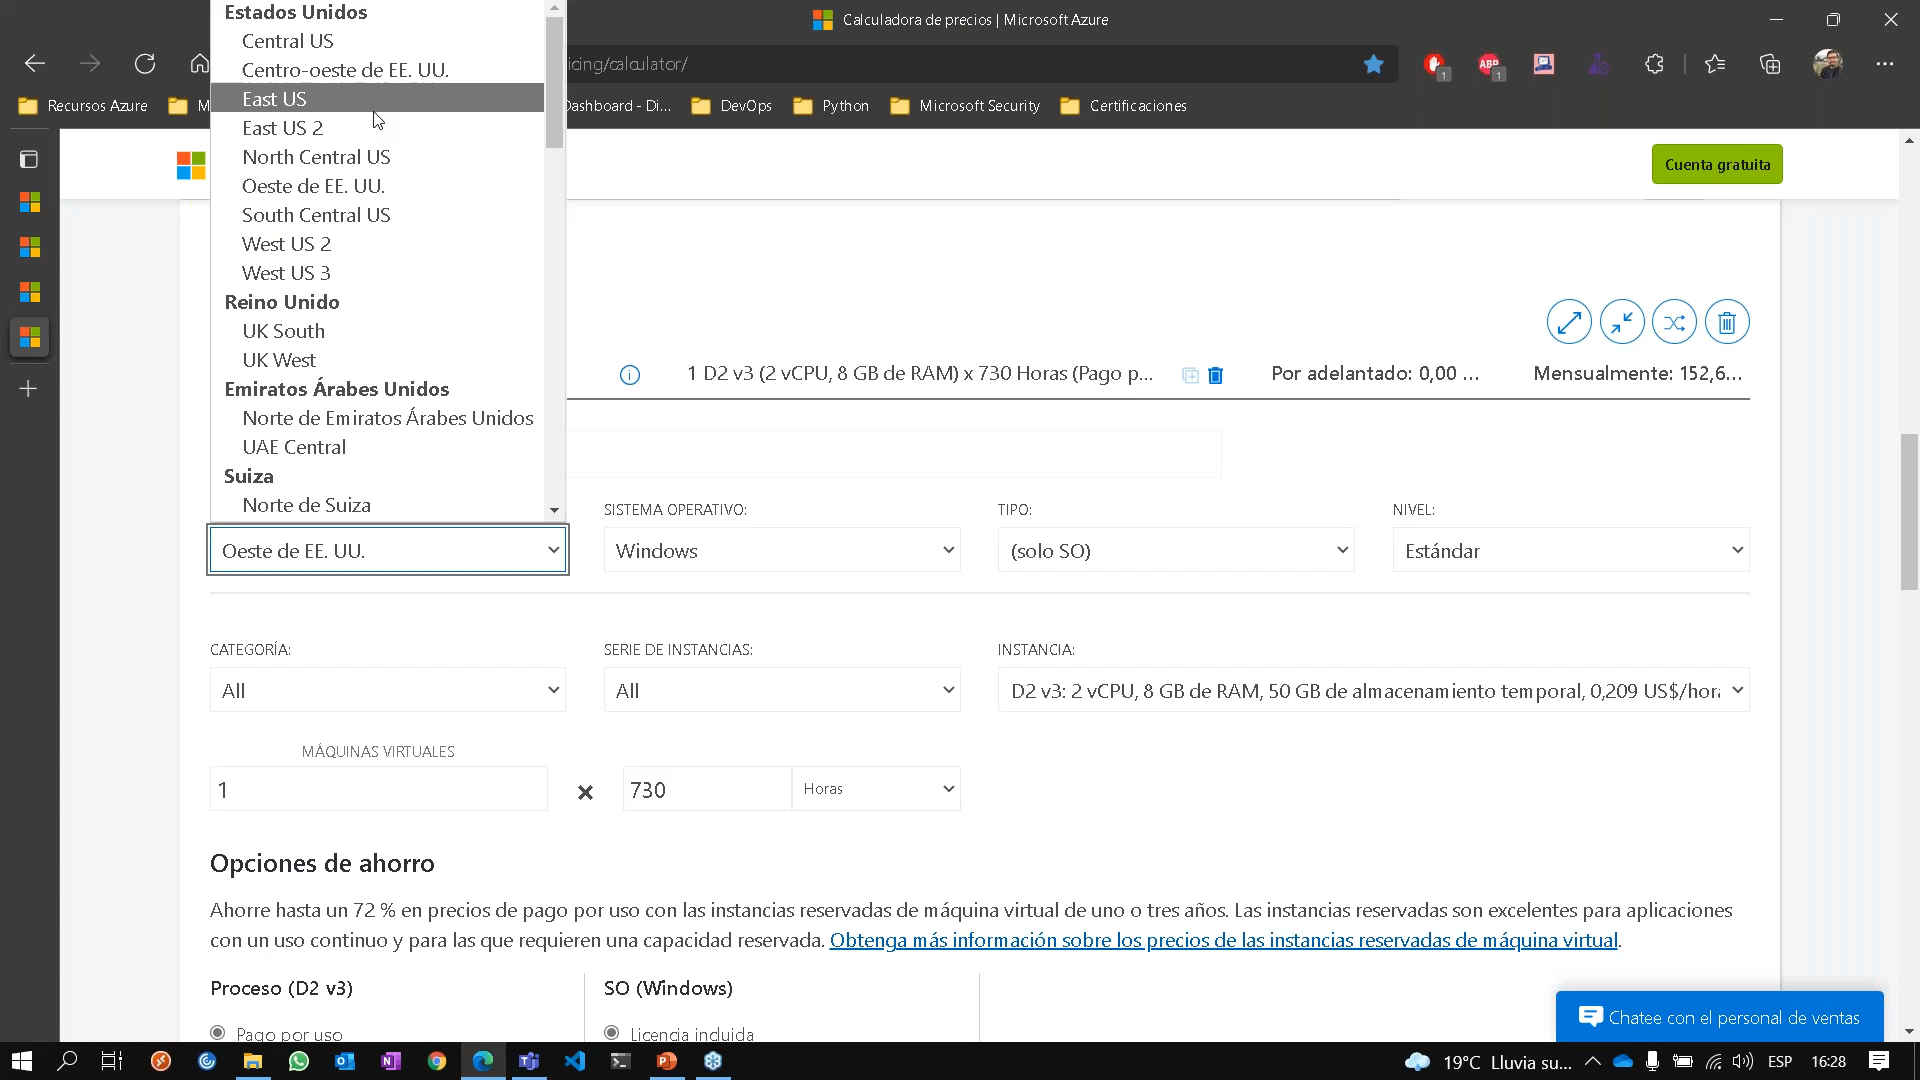 Calculadora de precios | Microsoft Azure
icing/calculator/
ABP
1
1
Recursos Azure
M
Dashboard - Di...
DevOps
Python
Microsoft Security
Certificaciones
Estados Unidos
Central US
Centro-oeste de EE. UU.
East US
East US 2
North Central US
Oeste de EE. UU.
South Central US
West US 2
West US 3
Reino Unido
UK South
UK West
Emiratos Árabes Unidos
Norte de Emiratos Árabes Unidos
UAE Central
Suiza
Norte de Suiza
Cuenta gratuita
1 D2 v3 (2 vCPU, 8 GB de RAM) x 730 Horas (Pago p...
Por adelantado: 0,00 ...
Mensualmente: 152,6...
Oeste de EE. UU.
SISTEMA OPERATIVO:
Windows
TIPO:
(solo SO)
NIVEL:
Estándar
CATEGORÍA:
All
SERIE DE INSTANCIAS:
All
INSTANCIA:
D2 v3: 2 vCPU, 8 GB de RAM, 50 GB de almacenamiento temporal, 0,209 US$/hora
MÁQUINAS VIRTUALES
1
730
Horas
Opciones de ahorro
Ahorre hasta un 72 % en precios de pago por uso con las instancias reservadas de máquina virtual de uno o tres años. Las instancias reservadas son excelentes para aplicaciones
con un uso continuo y para las que requieren una capacidad reservada. Obtenga más información sobre los precios de las instancias reservadas de máquina virtual.
Proceso (D2 v3)
Pago por uso
SO (Windows)
Licencia incluida
Chatee con el personal de ventas
19°C Lluvia su...
ESP
16:28